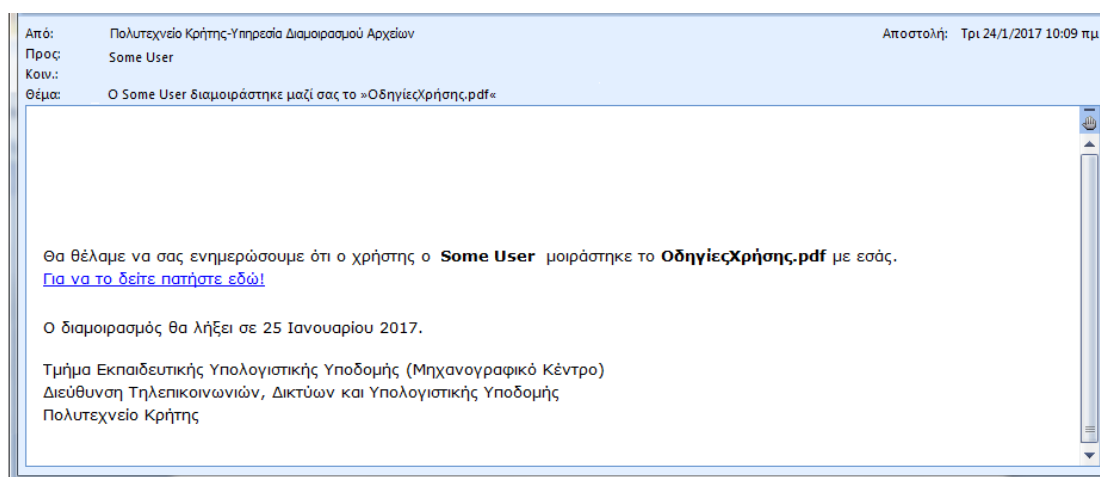 Από: Πολυτεχνείο Κρήτης-Υπηρεσία Διαμοιρασμού Αρχείων Αποστολή: Τρι 24/1/2017 10:09 πμ
Προς: Some User
Κοιν.:
Θέμα: Ο Some User διαμοιράστηκε μαζί σας το »ΟδηγίεςΧρήσης.pdf«
Θα θέλαμε να σας ενημερώσουμε ότι ο χρήστης ο Some User μοιράστηκε το ΟδηγίεςΧρήσης.pdf με εσάς.
Για να το δείτε πατήστε εδώ!
Ο διαμοιρασμός θα λήξει σε 25 Ιανουαρίου 2017.
Τμήμα Εκπαιδευτικής Υπολογιστικής Υποδομής (Μηχανογραφικό Κέντρο)
Διεύθυνση Τηλεπικοινωνιών, Δικτύων και Υπολογιστικής Υποδομής
Πολυτεχνείο Κρήτης